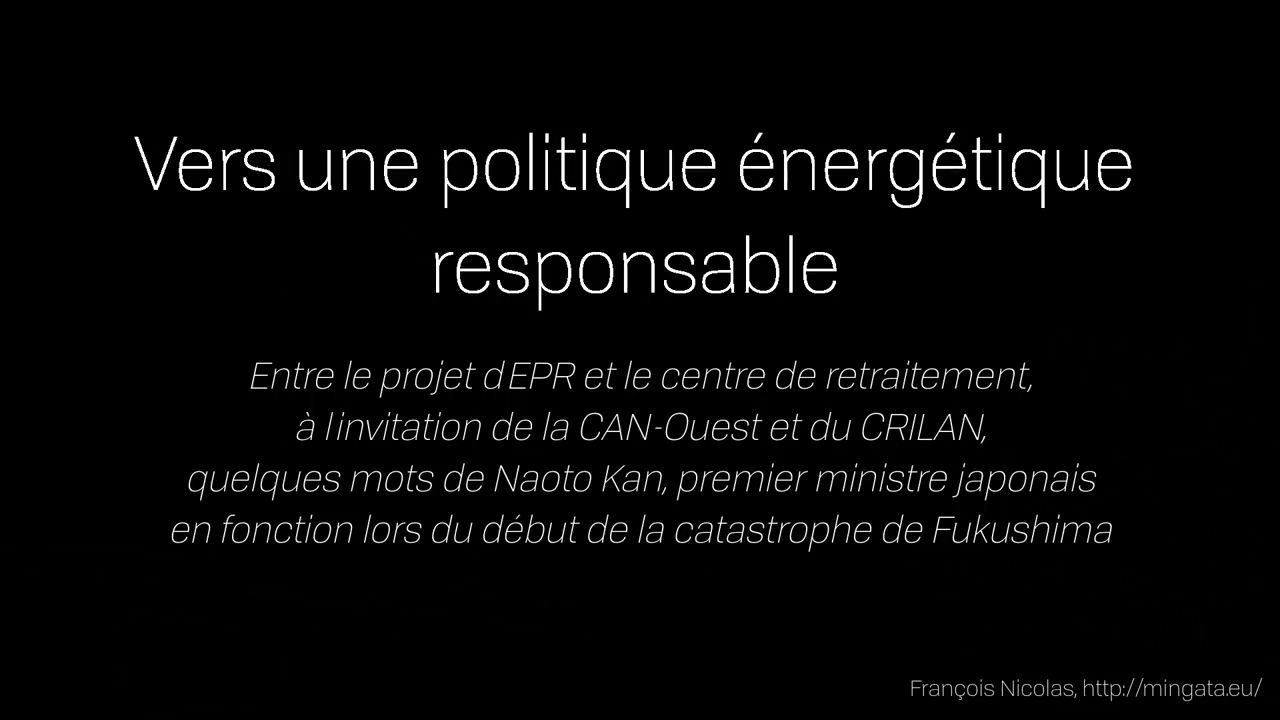 Vers une politique énergétique
responsable
Entre le projet d EPR et le centre de retraitement,
à l invitation de la CAN-Ouest et du CRILAN,
quelques mots de Naoto Kan, premier ministre japonais
en fonction lors du début de la catastrophe de Fukushima
François Nicolas, http://mingata.eu/